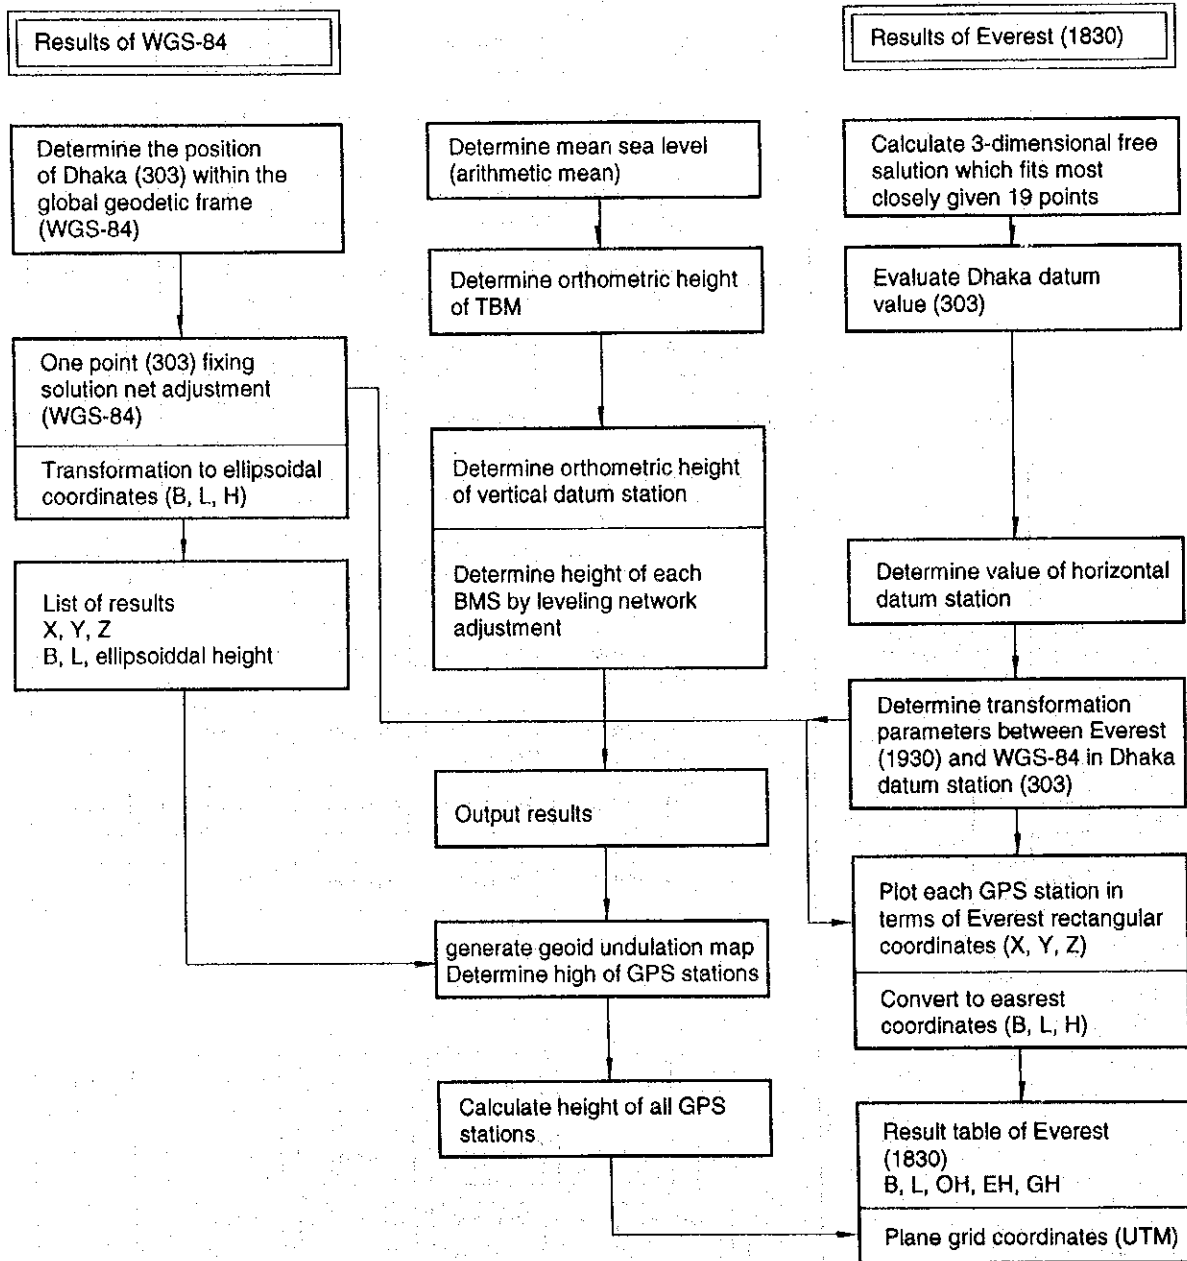 Results of WGS-84
Determine the position
of Dhaka (303) within the
global geodetic frame
(WGS-84)
One point (303) fixing
solution net adjustment
(WGS-84)
Transformation to ellipsoidal
coordinates (B, L, H)
List of results
X, Y, Z
B, L, ellipsoiddal height
Determine mean sea level
(arithmetic mean)
Determine orthometric height
of TBM
Determine orthometric height
of vertical datum station
Determine height of each
BMS by leveling network
adjustment
Output results
generate geoid undulation map
Determine high of GPS stations
Calculate height of all GPS
stations
Results of Everest (1830)
Calculate 3-dimensional free
salution which fits most
closely given 19 points
Evaluate Dhaka datum
value (303)
Determine value of horizontal
datum station
Determine transformation
parameters between Everest
(1930) and WGS-84 in Dhaka
datum station (303)
Plot each GPS station in
terms of Everest rectangular
coordinates (X, Y, Z)
Convert to easrest
coordinates (B, L, H)
Result table of Everest
(1830)
B, L, OH, EH, GH
Plane grid coordinates (UTM)